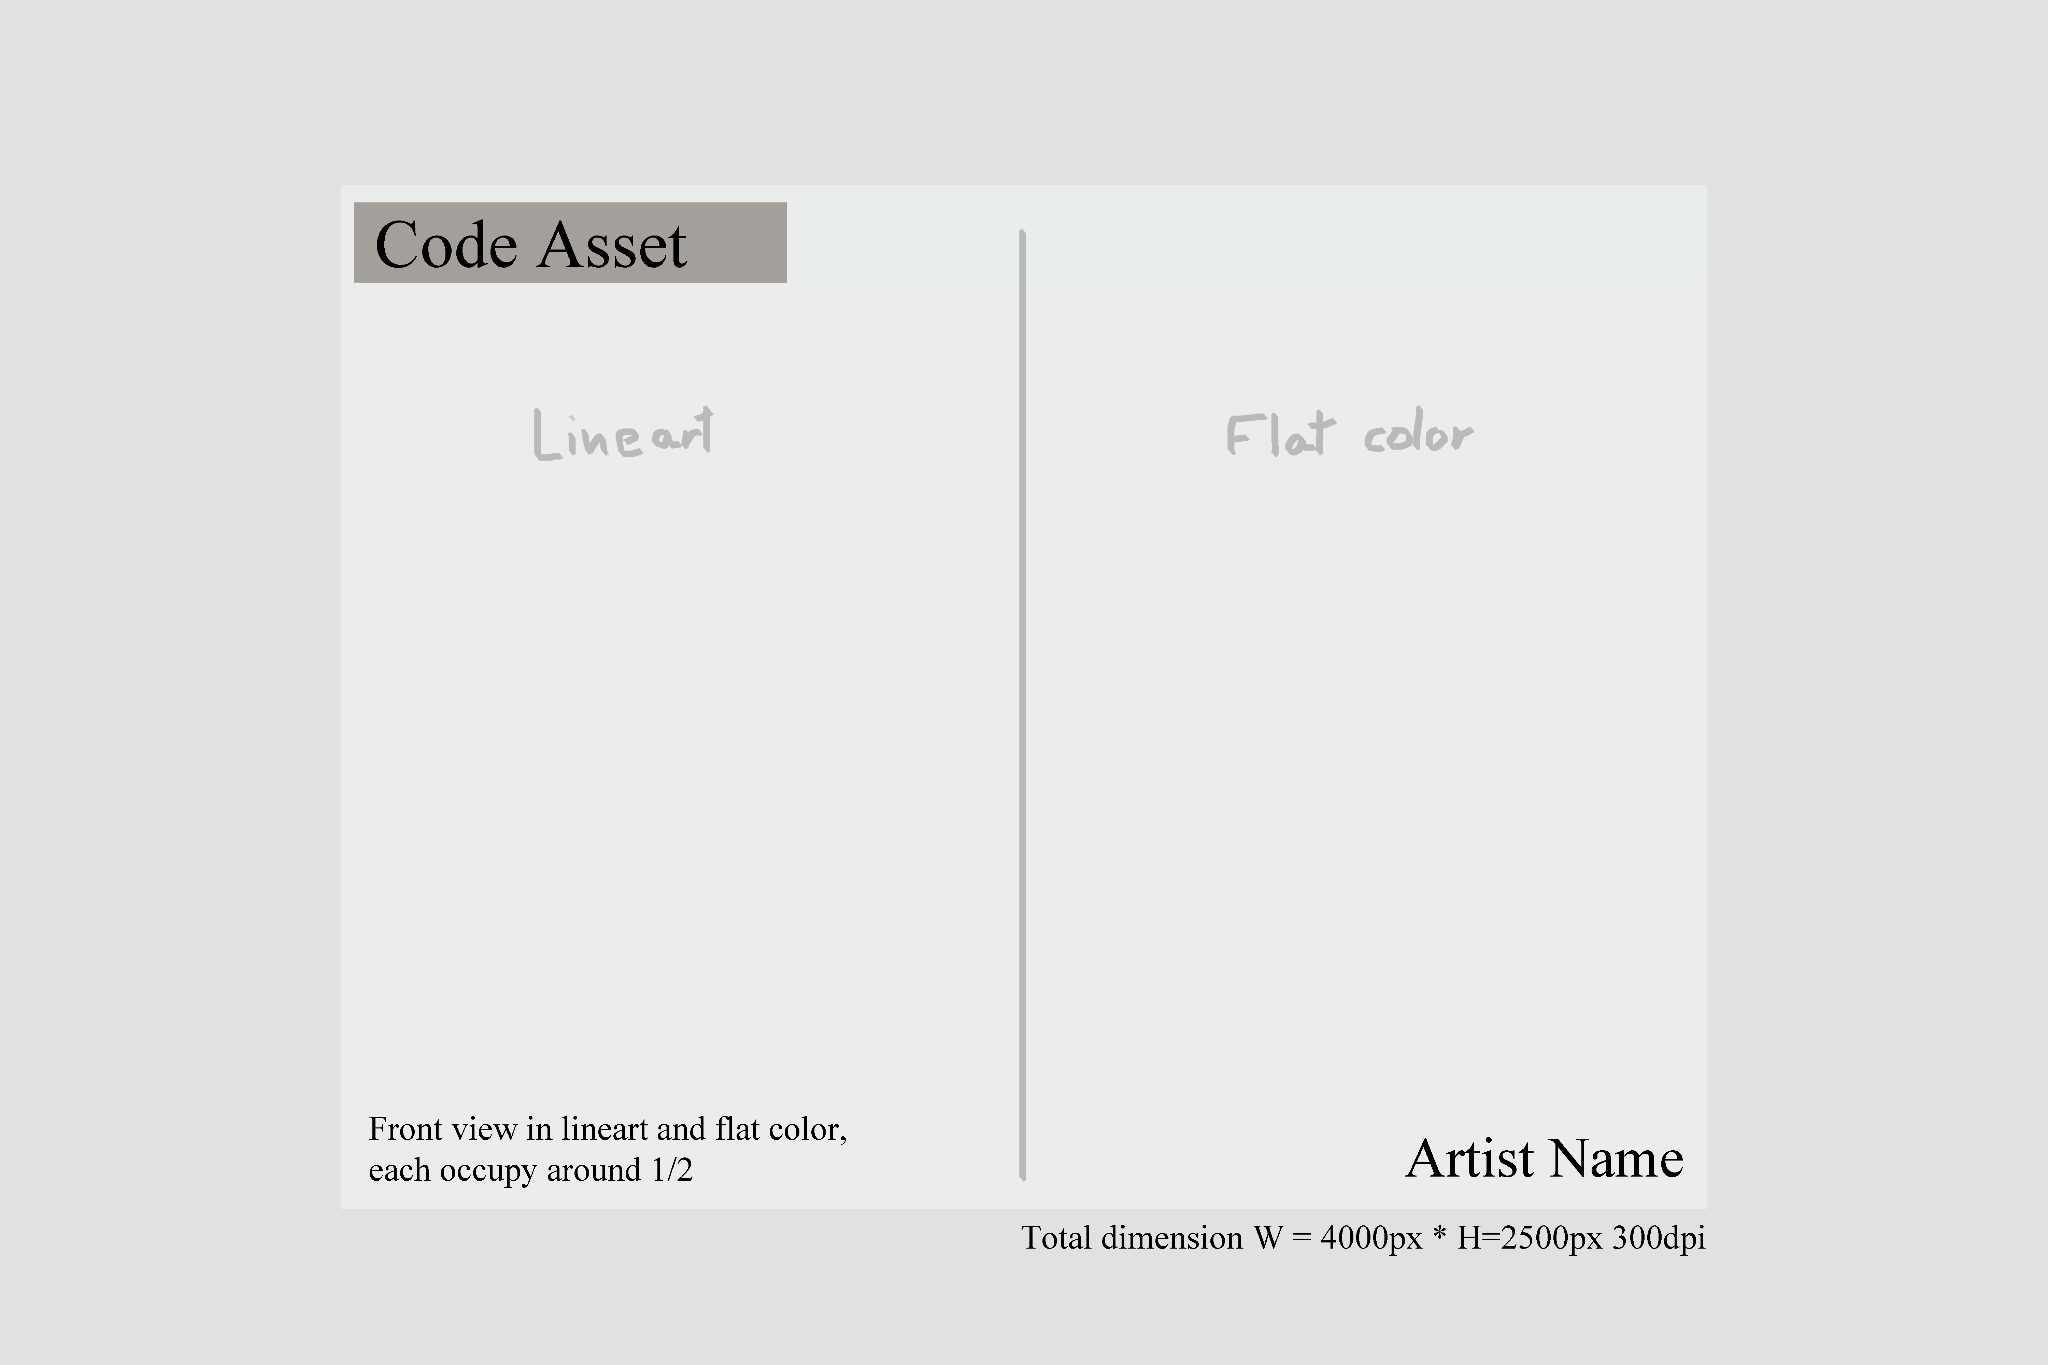 Code Asset
Lineart
Flat color
Front view in lineart and flat color,
each occupy around 1/2
Artist Name
Total dimension W = 4000px * H=2500px 300dpi